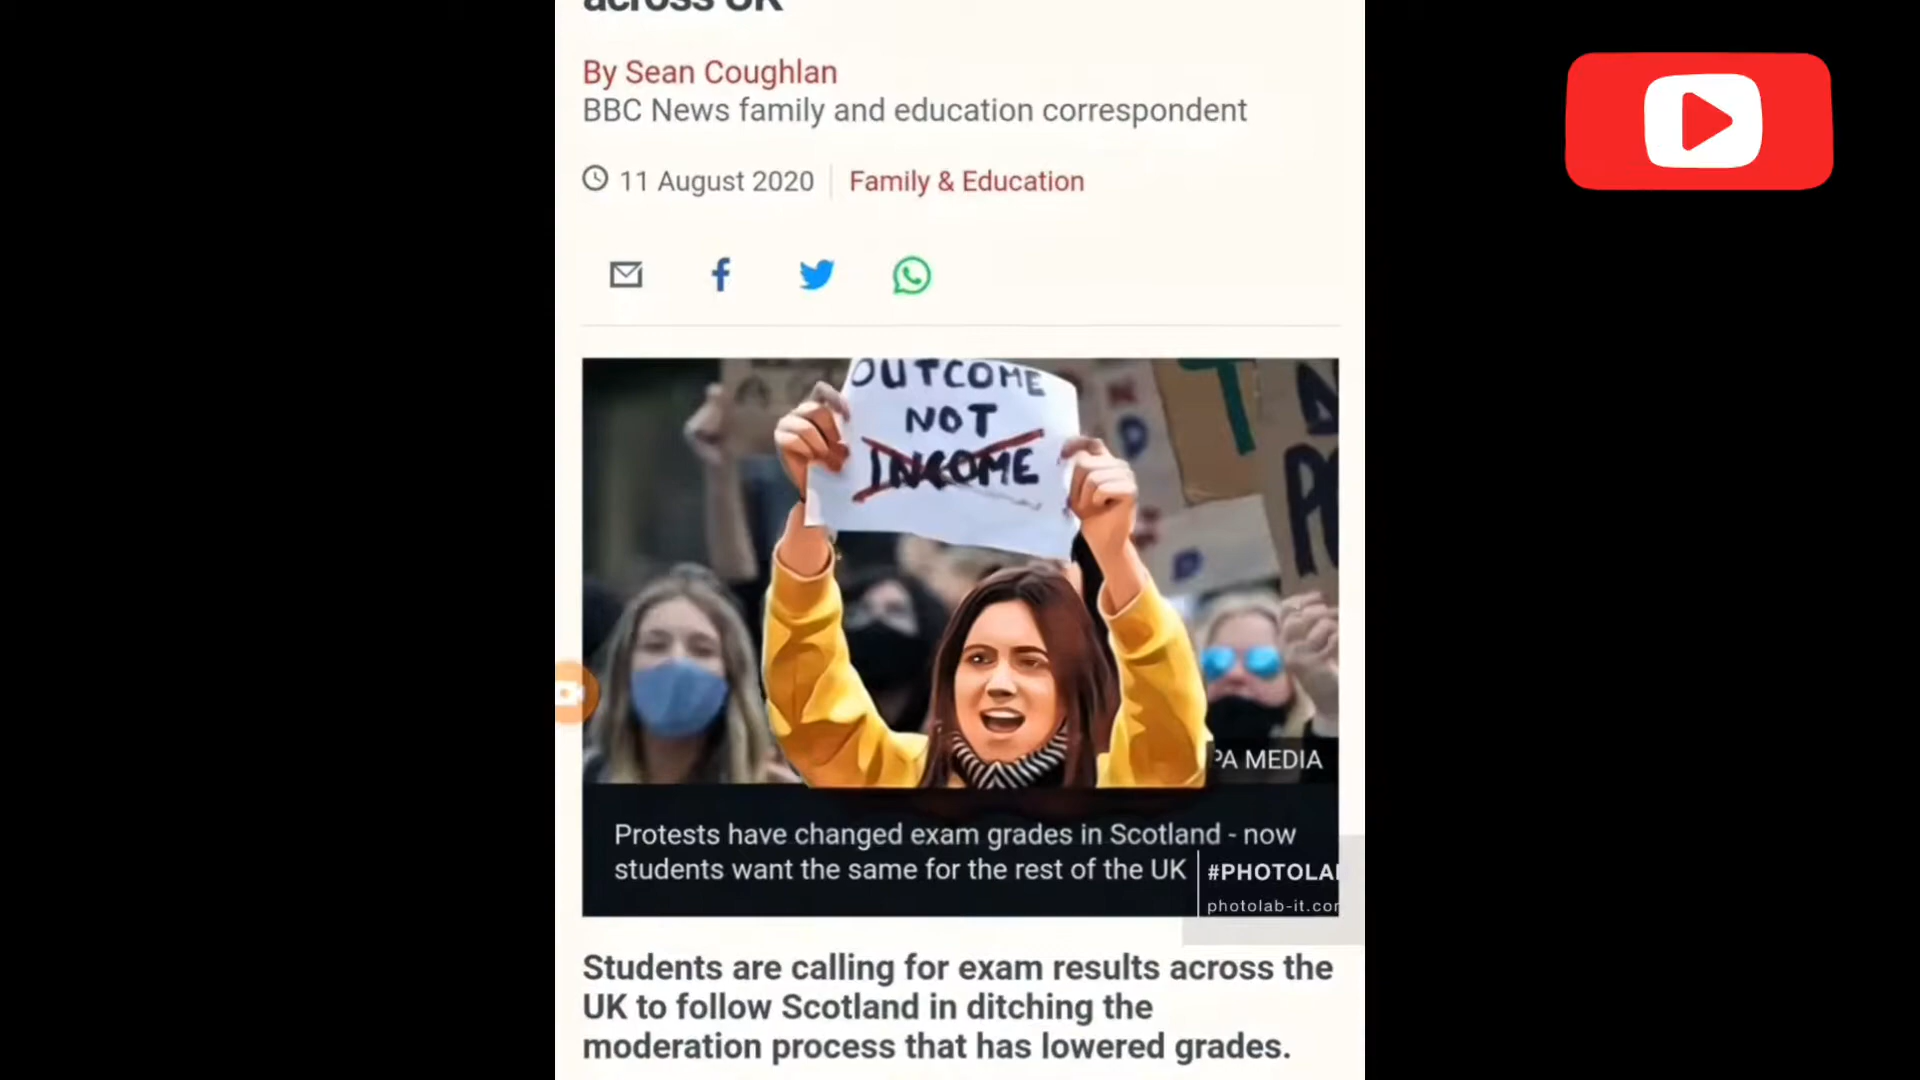 across UK
By Sean Coughlan
BBC News family and education correspondent
11 August 2020
Family & Education
OUTCOME
NOT
INCOME
PA MEDIA
Protests have changed exam grades in Scotland - now
students want the same for the rest of the UK
#PHOTOLA
photolab-it.co
Students are calling for exam results across the
UK to follow Scotland in ditching the
moderation process that has lowered grades.